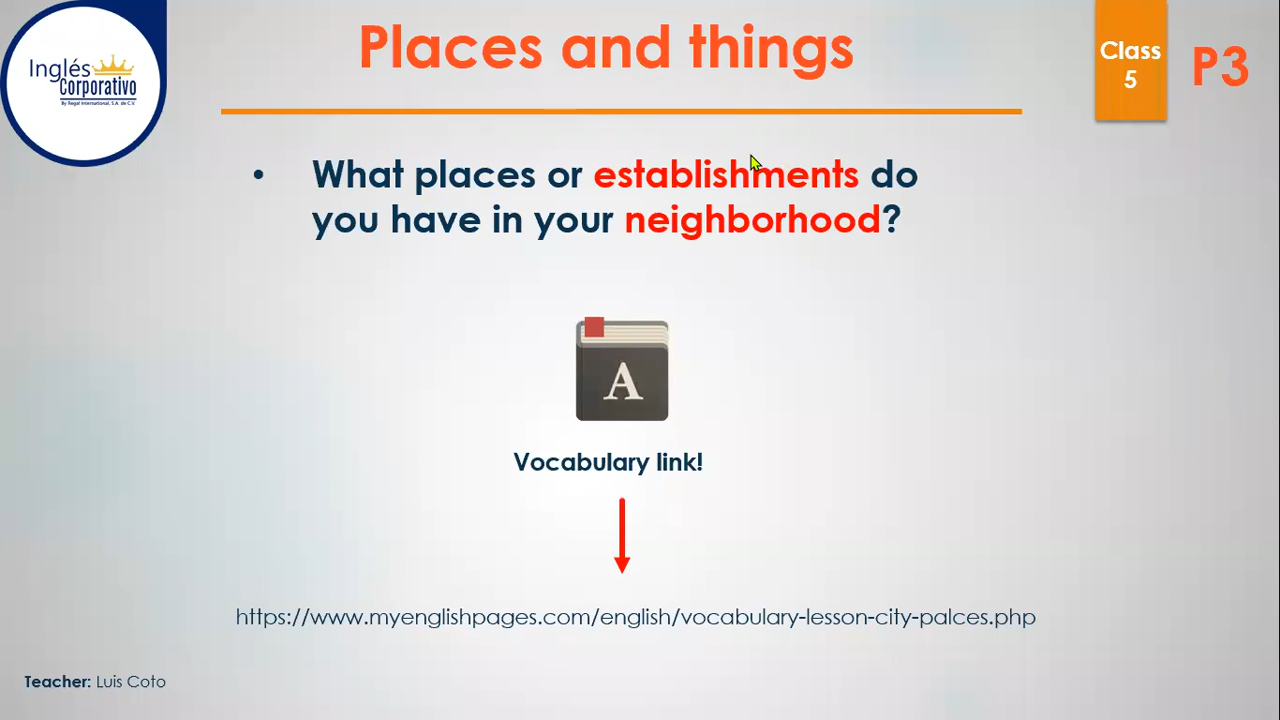 Inglés
Corporativo
By Regal International, S.A. de C.V.
Places and things
Class
5
P3
• What places or establishments do
you have in your neighborhood?
A
Vocabulary link!
https://www.myenglishpages.com/english/vocabulary-lesson-city-palces.php
Teacher: Luis Coto